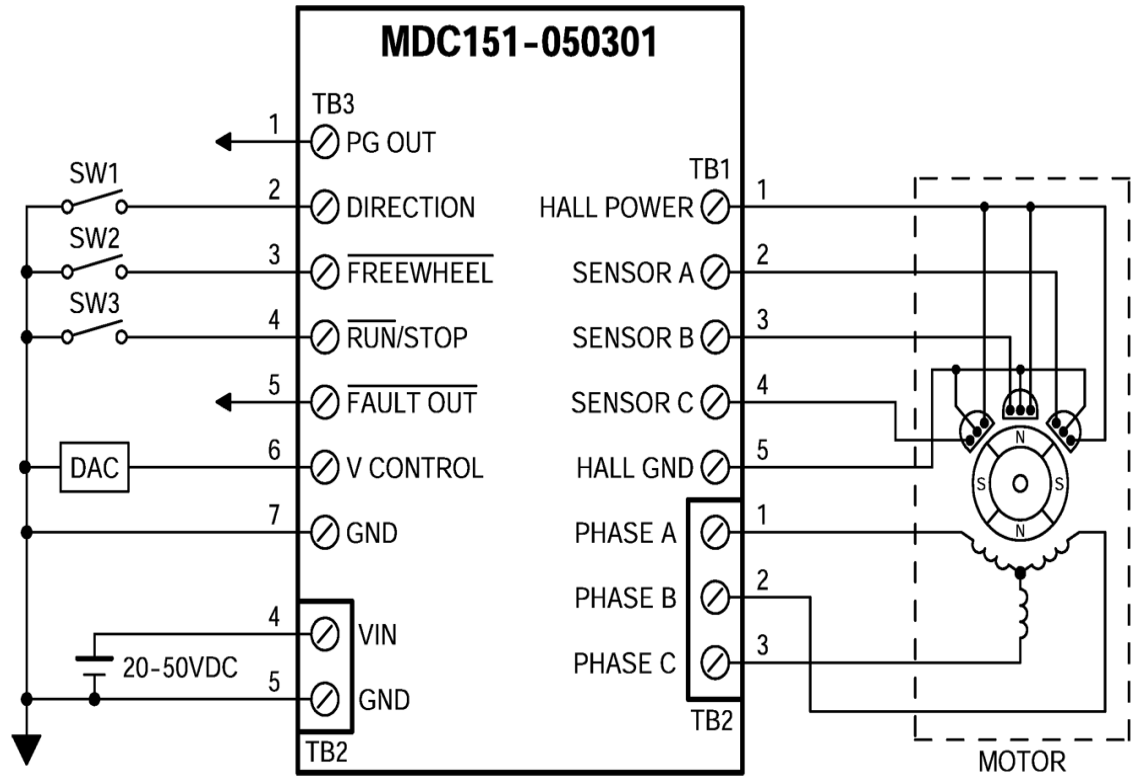 MDC151-050301
TB3
1
PG OUT
SW1
2
DIRECTION
SW2
3
FREEWHEEL
SW3
4
RUN/STOP
5
FAULT OUT
DAC
6
V CONTROL
7
GND
4
VIN
20-50VDC
5
GND
TB2
TB1
HALL POWER
1
SENSOR A
2
SENSOR B
3
SENSOR C
4
HALL GND
5
PHASE A
1
PHASE B
2
PHASE C
3
TB2
N
S
S
N
MOTOR